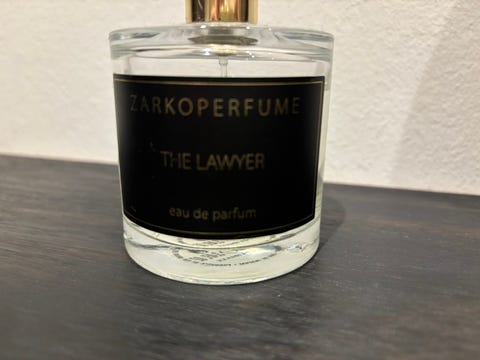 ZARKOPERFUME
THE LAWYER
eau de parfum